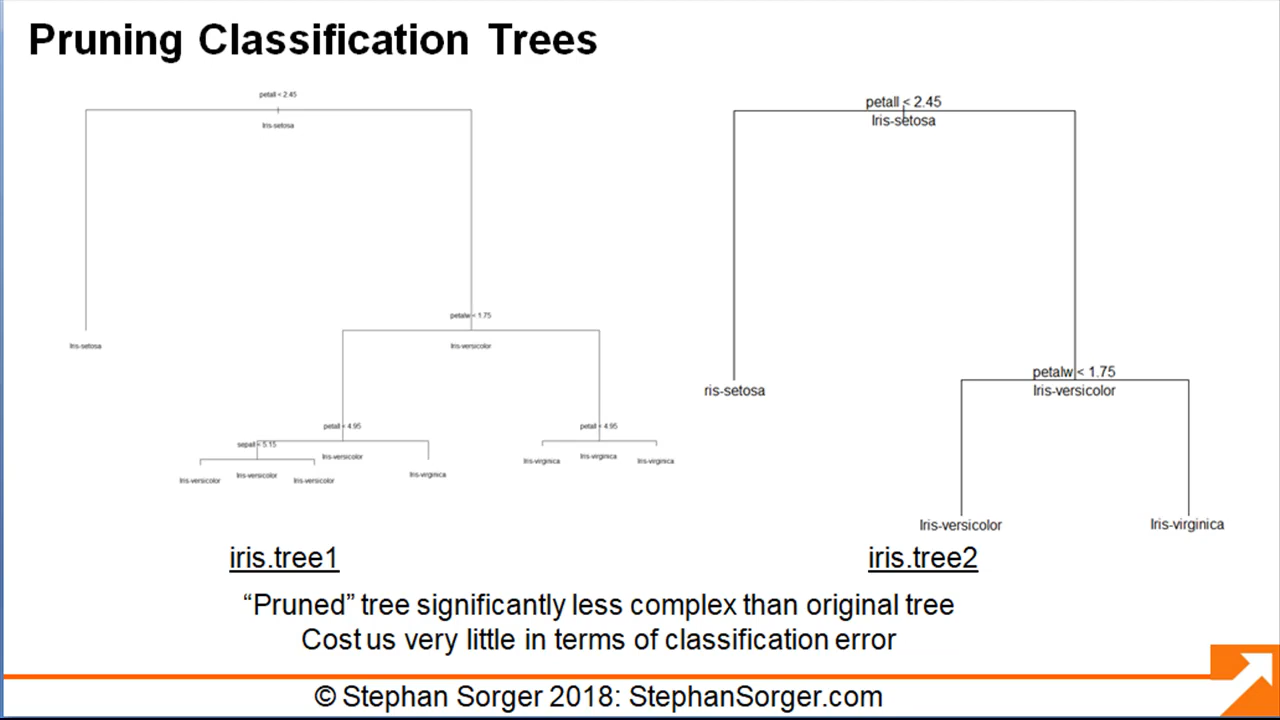 Pruning Classification Trees
petall < 2.45
Iris-setosa
Iris-setosa
petalw < 1.75
Iris-versicolor
petall < 4.95
Iris-versicolor
sepall < 5.15
Iris-versicolor
Iris-versicolor
Iris-versicolor
Iris-virginica
petall < 4.95
Iris-virginica
Iris-virginica
Iris-virginica
petall < 2.45
Iris-setosa
ris-setosa
petalw < 1.75
Iris-versicolor
Iris-versicolor
Iris-virginica
iris.tree1
iris.tree2
“Pruned” tree significantly less complex than original tree
Cost us very little in terms of classification error
© Stephan Sorger 2018: StephanSorger.com